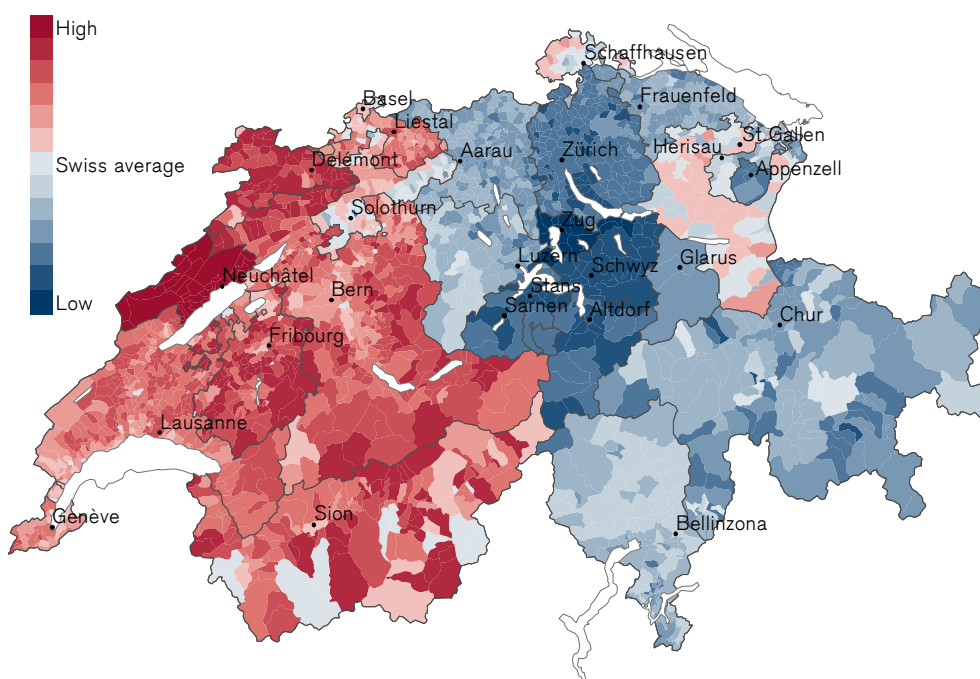 High
Swiss average
Low
Schaffhausen
Basel
Frauenfeld
Liestal
St.Gallen
Herisau
Zürich
Aarau
Delémont
Appenzell
Solothurn
Zug
Luzern
Glarus
Schwyz
Neuchâtel
Stans
Bern
Sarnen
Altdorf
Chur
Fribourg
Lausanne
Sion
Genève
Bellinzona